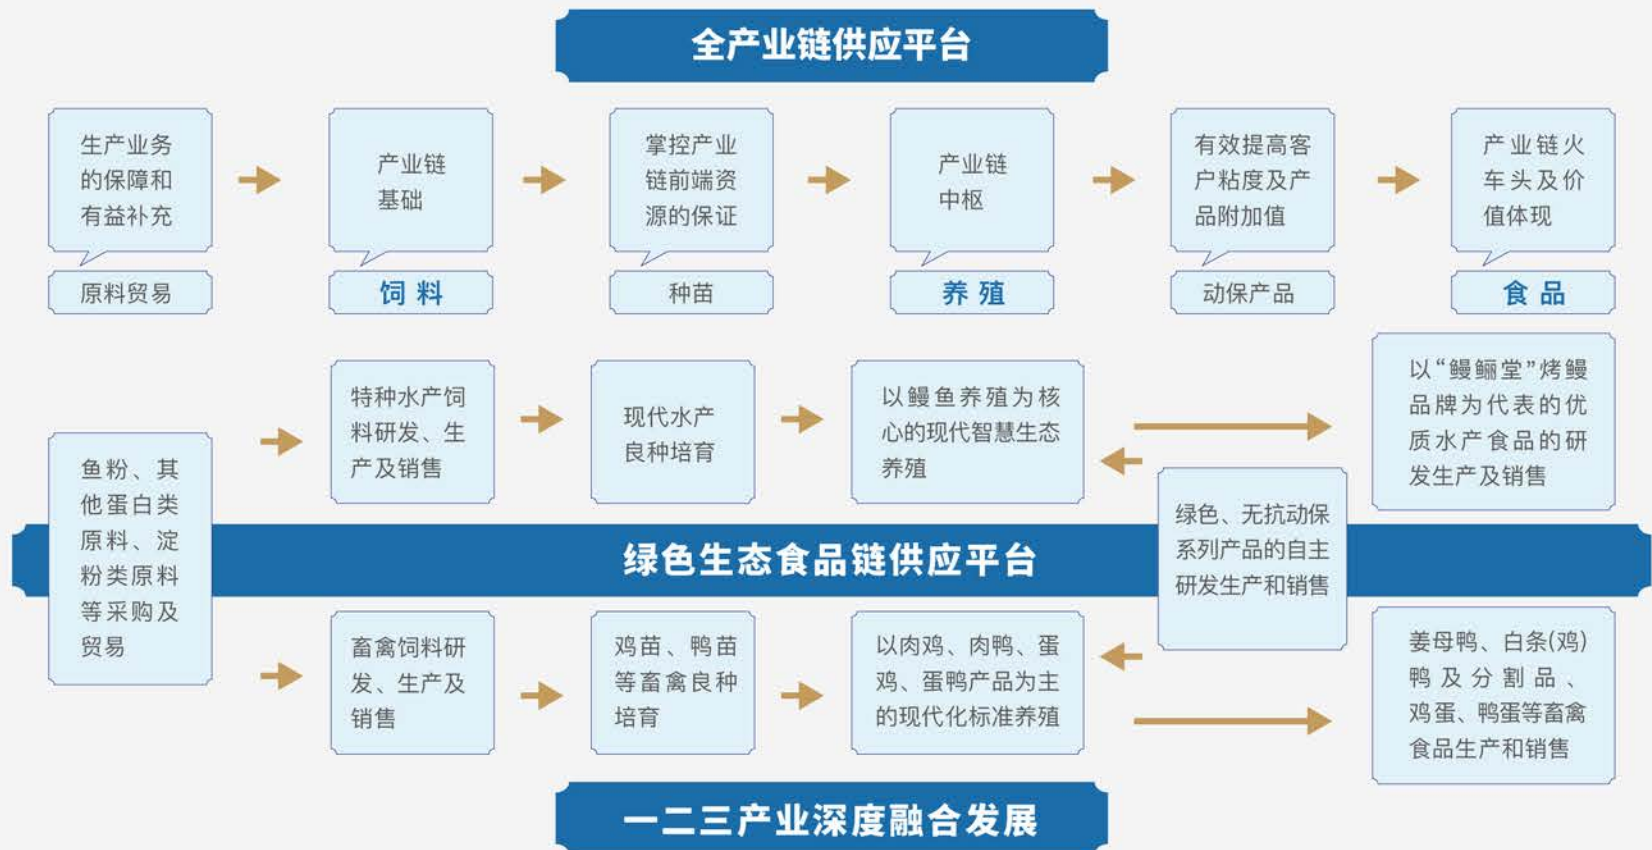 全产业链供应平台
生产业务
的保障和
有益补充
产业链
基础
掌控产业
链前端资
源的保证
产业链
中枢
有效提高客
户粘度及产
品附加值
产业链火
车头及价
值体现
原料贸易
饲料
种苗
养殖
动保产品
食品
鱼粉、其
他蛋白类
原料、淀
粉类原料
等采购及
贸易
特种水产饲
料研发、生
产及销售
现代水产
良种培育
以鳗鱼养殖为核
心的现代智慧生态
养殖
以“鳗鲡堂”烤鳗
品牌为代表的优
质水产食品的研
发生产及销售
绿色、无抗动保
系列产品的自主
研发生产和销售
绿色生态食品链供应平台
畜禽饲料研
发、生产及
销售
鸡苗、鸭苗
等畜禽良种
培育
以肉鸡、肉鸭、蛋
鸡、蛋鸭产品为主
的现代化标准养殖
姜母鸭、白条(鸡)
鸭及分割品、
鸡蛋、鸭蛋等畜禽
食品生产和销售
一二三产业深度融合发展